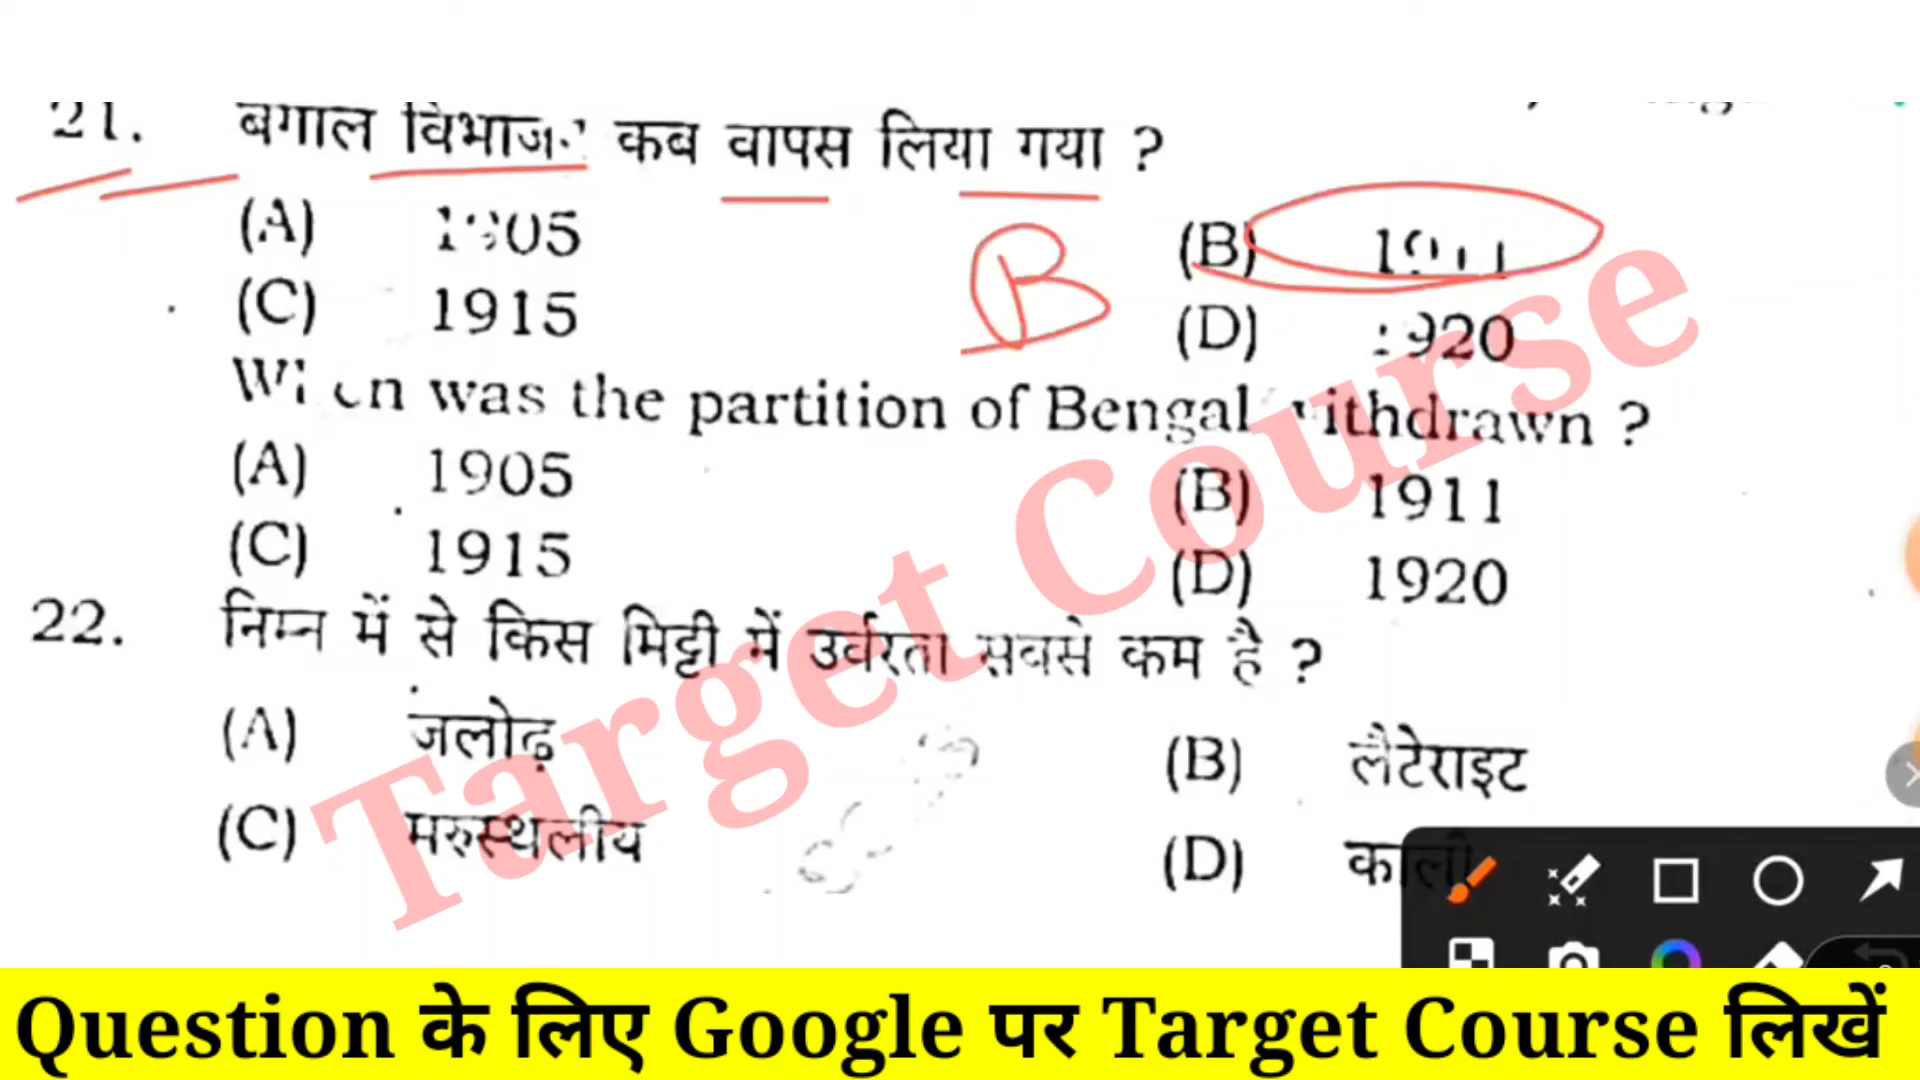 21. बगाल विभाजन कब वापस लिया गया ?
(A) 1905 (B) 1911
B
(C) 1915 (D) 1920
When was the partition of Bengal withdrawn ?
(A) 1905 (B) 1911
(C) 1915 (D) 1920
22. निम्न में से किस मिट्टी में उर्वरता सबसे कम है ?
(A) जलोढ़ (B) लैटेराइट
(C) मरुस्थलीय (D) काली
Target Course
Question के लिए Google पर Target Course लिखें